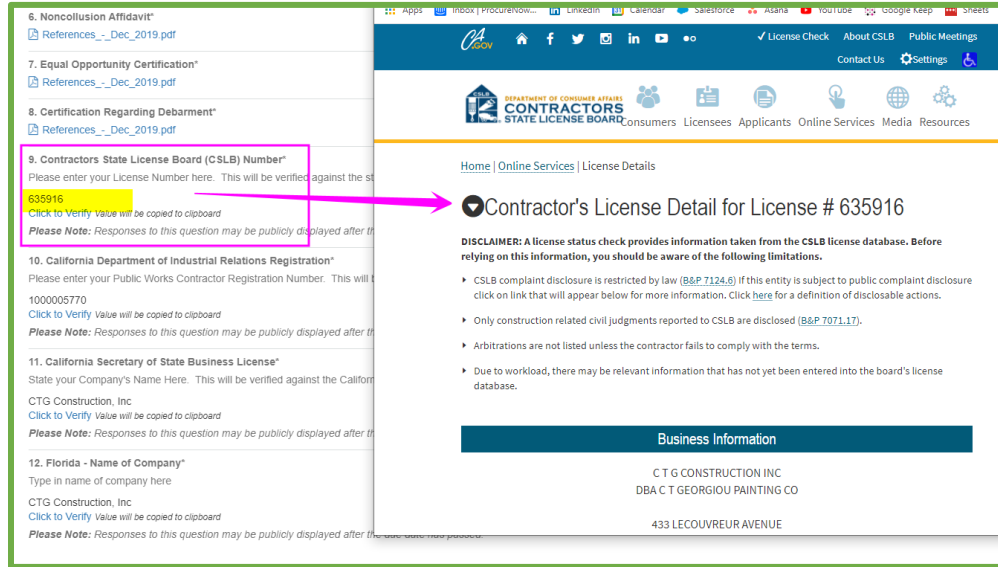 6. Noncollusion Affidavit*
References_-_Dec_2019.pdf
7. Equal Opportunity Certification*
References_-_Dec_2019.pdf
8. Certification Regarding Debarment*
References_-_Dec_2019.pdf
9. Contractors State License Board (CSLB) Number*
Please enter your License Number here. This will be verified against the st
635916
Click to Verify Value will be copied to clipboard
Please Note: Responses to this question may be publicly displayed after th
10. California Department of Industrial Relations Registration*
Please enter your Public Works Contractor Registration Number. This will b
1000005770
Click to Verify Value will be copied to clipboard
Please Note: Responses to this question may be publicly displayed after th
11. California Secretary of State Business License*
State your Company's Name Here. This will be verified against the Californ
CTG Construction, Inc
Click to Verify Value will be copied to clipboard
Please Note: Responses to this question may be publicly displayed after th
12. Florida - Name of Company*
Type in name of company here
CTG Construction, Inc
Click to Verify Value will be copied to clipboard
Please Note: Responses to this question may be publicly displayed after the due date has passed.
Apps Inbox | ProcureNow... LinkedIn Calendar Salesforce Asana YouTube Google Keep Sheets
CA.GOV License Check About CSLB Public Meetings
Contact Us Settings
CSLB
DEPARTMENT OF CONSUMER AFFAIRS
CONTRACTORS
STATE LICENSE BOARD
Consumers Licensees Applicants Online Services Media Resources
Home | Online Services | License Details
Contractor's License Detail for License # 635916
DISCLAIMER: A license status check provides information taken from the CSLB license database. Before
relying on this information, you should be aware of the following limitations.
CSLB complaint disclosure is restricted by law (B&P 7124.6) If this entity is subject to public complaint disclosure
click on link that will appear below for more information. Click here for a definition of disclosable actions.
Only construction related civil judgments reported to CSLB are disclosed (B&P 7071.17).
Arbitrations are not listed unless the contractor fails to comply with the terms.
Due to workload, there may be relevant information that has not yet been entered into the board's license
database.
Business Information
C T G CONSTRUCTION INC
DBA C T GEORGIOU PAINTING CO
433 LECOUVREUR AVENUE